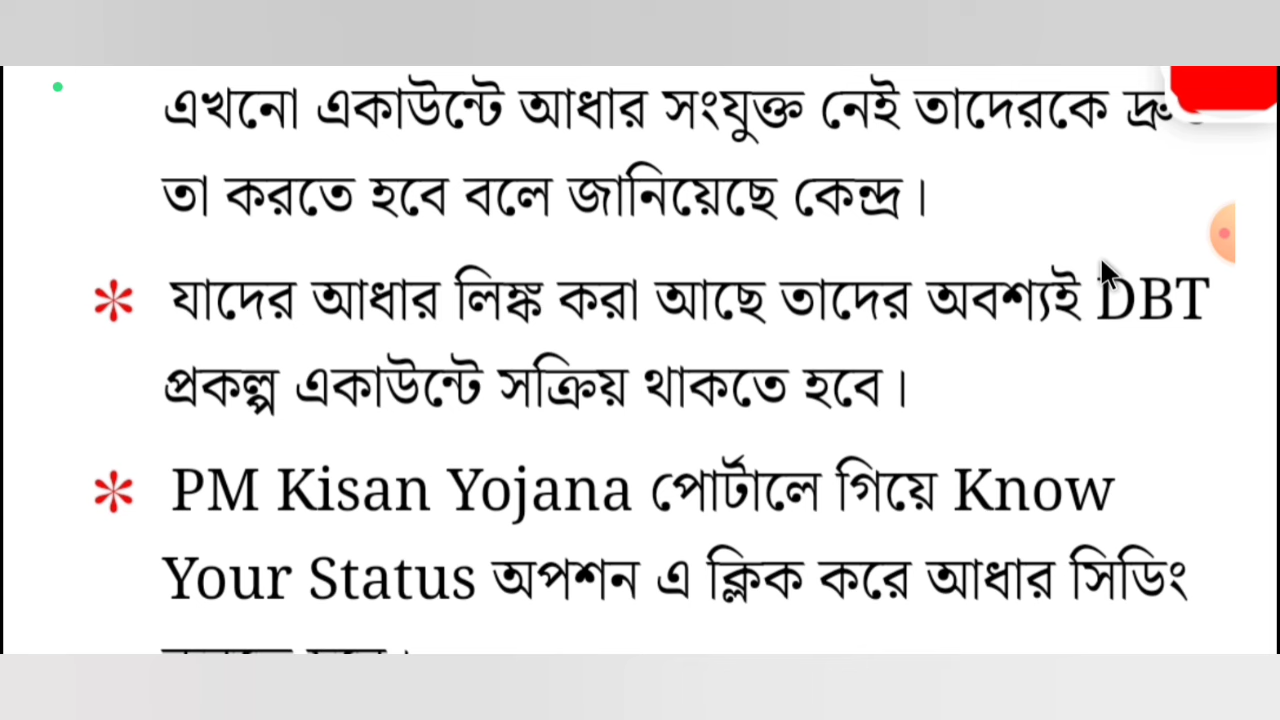 এখনো একাউন্টে আধার সংযুক্ত নেই তাদেরকে
তা করতে হবে বলে জানিয়েছে কেন্দ্র।
* যাদের আধার লিঙ্ক করা আছে তাদের অবশ্যই DBT
প্রকল্প একাউন্টে সক্রিয় থাকতে হবে।
* PM Kisan Yojana পোর্টালে গিয়ে Know
Your Status অপশন এ ক্লিক করে আধার সিডিং